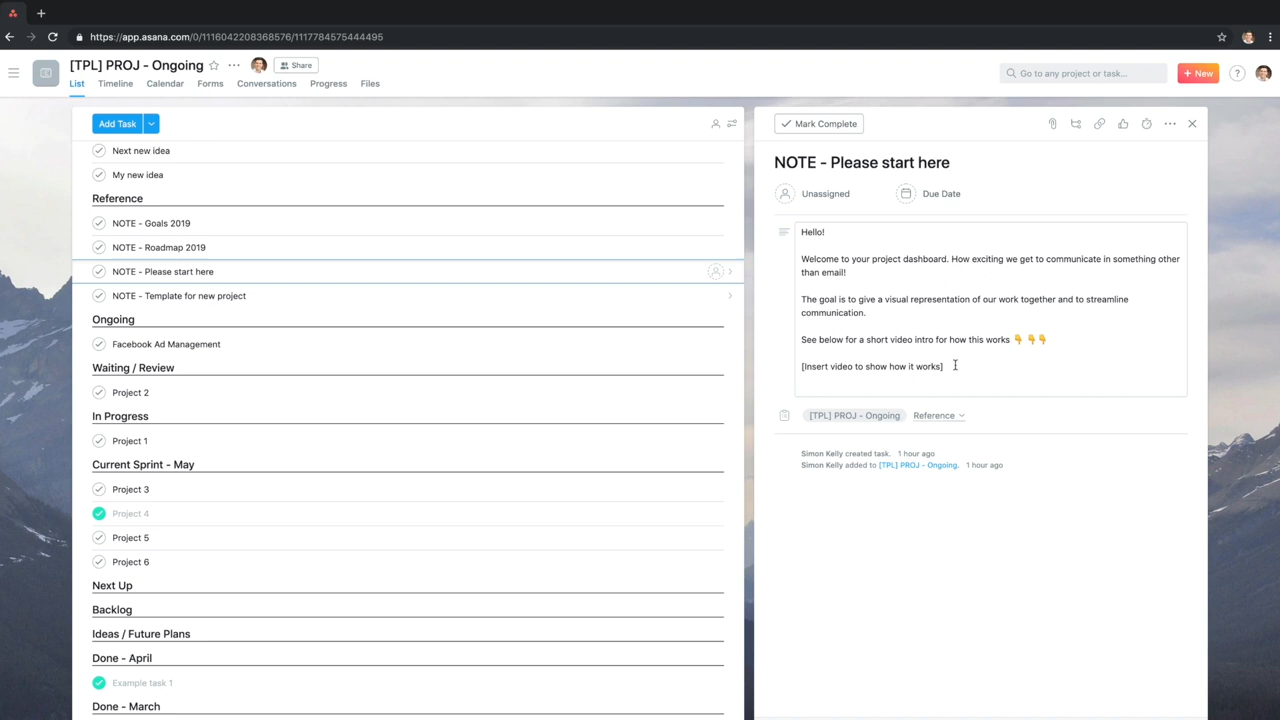 https://app.asana.com/0/1116042208368576/1117784575444495
[TPL] PROJ - Ongoing
Share
List Timeline Calendar Forms Conversations Progress Files
Go to any project or task...
+ New
?
Add Task
Next new idea
My new idea
Reference
NOTE - Goals 2019
NOTE - Roadmap 2019
NOTE - Please start here
NOTE - Template for new project
Ongoing
Facebook Ad Management
Waiting / Review
Project 2
In Progress
Project 1
Current Sprint - May
Project 3
Project 4
Project 5
Project 6
Next Up
Backlog
Ideas / Future Plans
Done - April
Example task 1
Done - March
Mark Complete
NOTE - Please start here
Unassigned
Due Date
Hello!
Welcome to your project dashboard. How exciting we get to communicate in something other
than email!
The goal is to give a visual representation of our work together and to streamline
communication.
See below for a short video intro for how this works 👇 👇👇
[Insert video to show how it works]
[TPL] PROJ - Ongoing Reference
Simon Kelly created task. 1 hour ago
Simon Kelly added to [TPL] PROJ - Ongoing. 1 hour ago